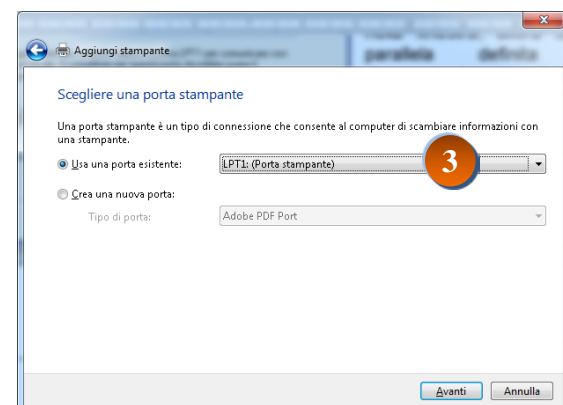 Aggiungi stampante
parallela definita
Scegliere una porta stampante
Una porta stampante è un tipo di connessione che consente al computer di scambiare informazioni con
una stampante.
Usa una porta esistente: LPT1: (Porta stampante)
3
Crea una nuova porta:
Tipo di porta: Adobe PDF Port
Avanti Annulla